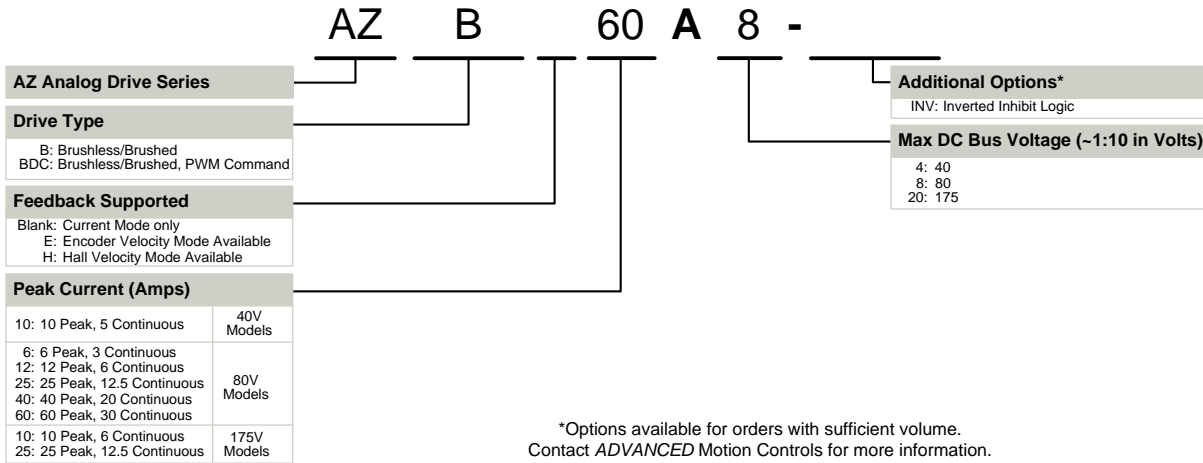 AZ B 60 A 8 -
AZ Analog Drive Series
Drive Type
B: Brushless/Brushed
BDC: Brushless/Brushed, PWM Command
Feedback Supported
Blank: Current Mode only
E: Encoder Velocity Mode Available
H: Hall Velocity Mode Available
Peak Current (Amps)
10: 10 Peak, 5 Continuous
40V
Models
6: 6 Peak, 3 Continuous
12: 12 Peak, 6 Continuous
25: 25 Peak, 12.5 Continuous
40: 40 Peak, 20 Continuous
60: 60 Peak, 30 Continuous
80V
Models
10: 10 Peak, 6 Continuous
25: 25 Peak, 12.5 Continuous
175V
Models
Additional Options*
INV: Inverted Inhibit Logic
Max DC Bus Voltage (~1:10 in Volts)
4: 40
8: 80
20: 175
*Options available for orders with sufficient volume.
Contact ADVANCED Motion Controls for more information.